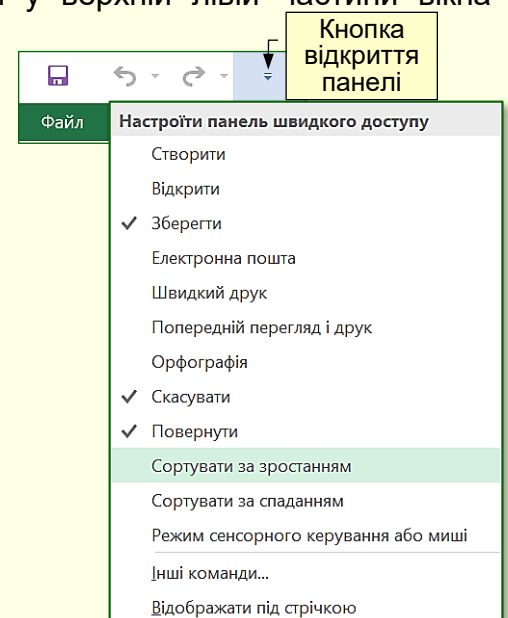 у верхній лівій частини вікна
Кнопка
відкриття
панелі
Файл
Настроїти панель швидкого доступу
Створити
Відкрити
Зберегти
Електронна пошта
Швидкий друк
Попередній перегляд і друк
Орфографія
Скасувати
Повернути
Сортувати за зростанням
Сортувати за спаданням
Режим сенсорного керування або миші
Інші команди...
Відображати під стрічкою